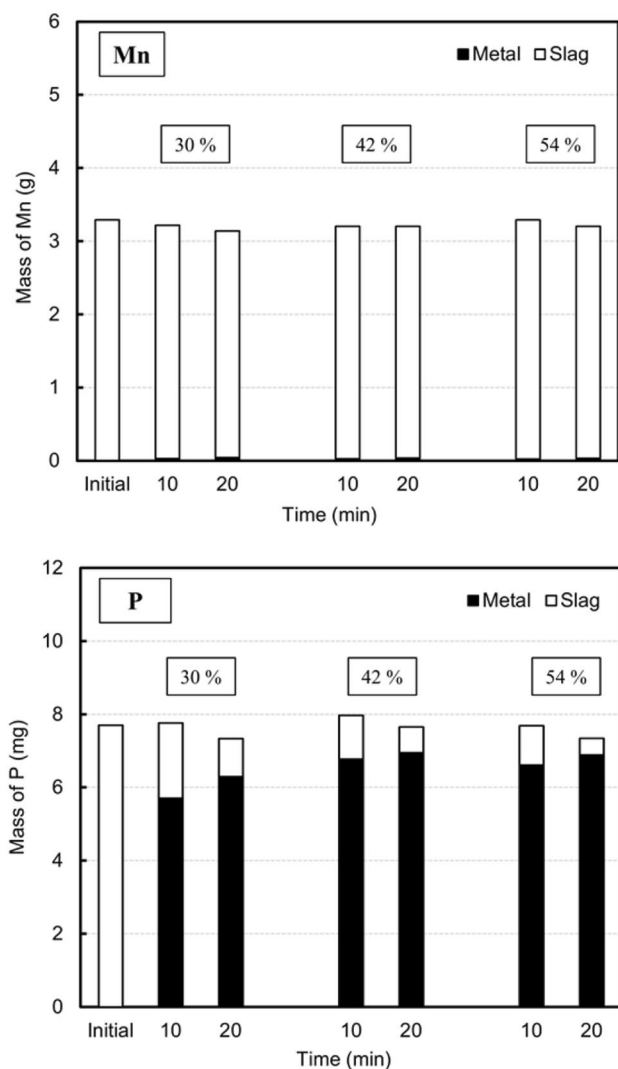 Mn
■Metal □Slag
30 %
42 %
54 %
6
5
4
3
2
1
0
Mass of Mn (g)
Initial 10 20 10 20 10 20
Time (min)
P
■Metal □Slag
30 %
42 %
54 %
12
10
8
6
4
2
0
Mass of P (mg)
Initial 10 20 10 20 10 20
Time (min)